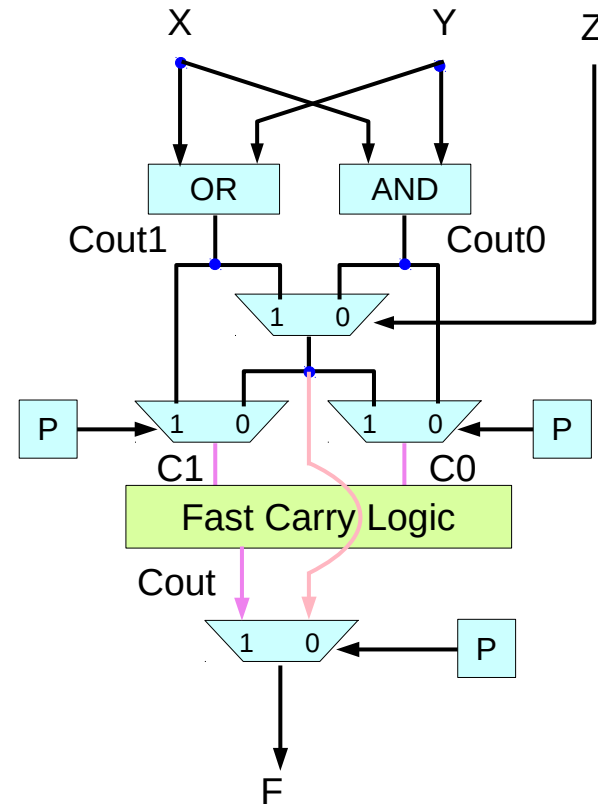 X Y Z
OR AND
Cout1 Cout0
1 0
P 1 0 1 0 P
C1 C0
Fast Carry Logic
Cout
1 0 P
F